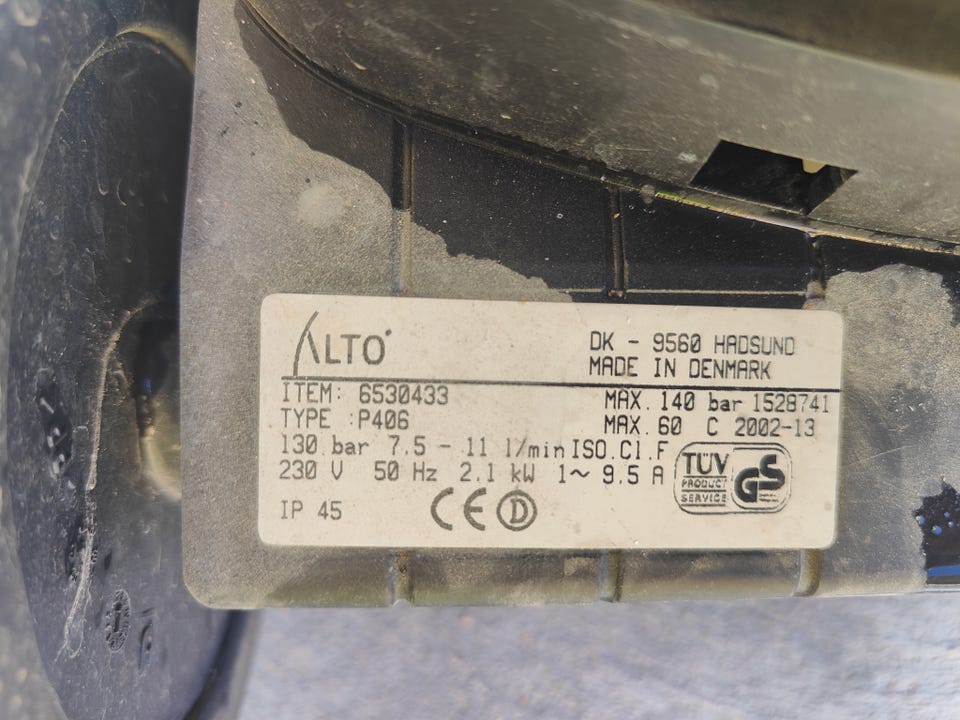 ALTO
DK - 9560 HADSUND
MADE IN DENMARK
ITEM: 6530433
MAX. 140 bar 1528741
TYPE :P406
MAX. 60 C 2002-13
130 bar 7.5 - 11 l/min ISO.Cl.F
230 V 50 Hz 2.1 kW 1~ 9.5 A
IP 45
CE D
TÜV
PRODUCT
SERVICE
GS